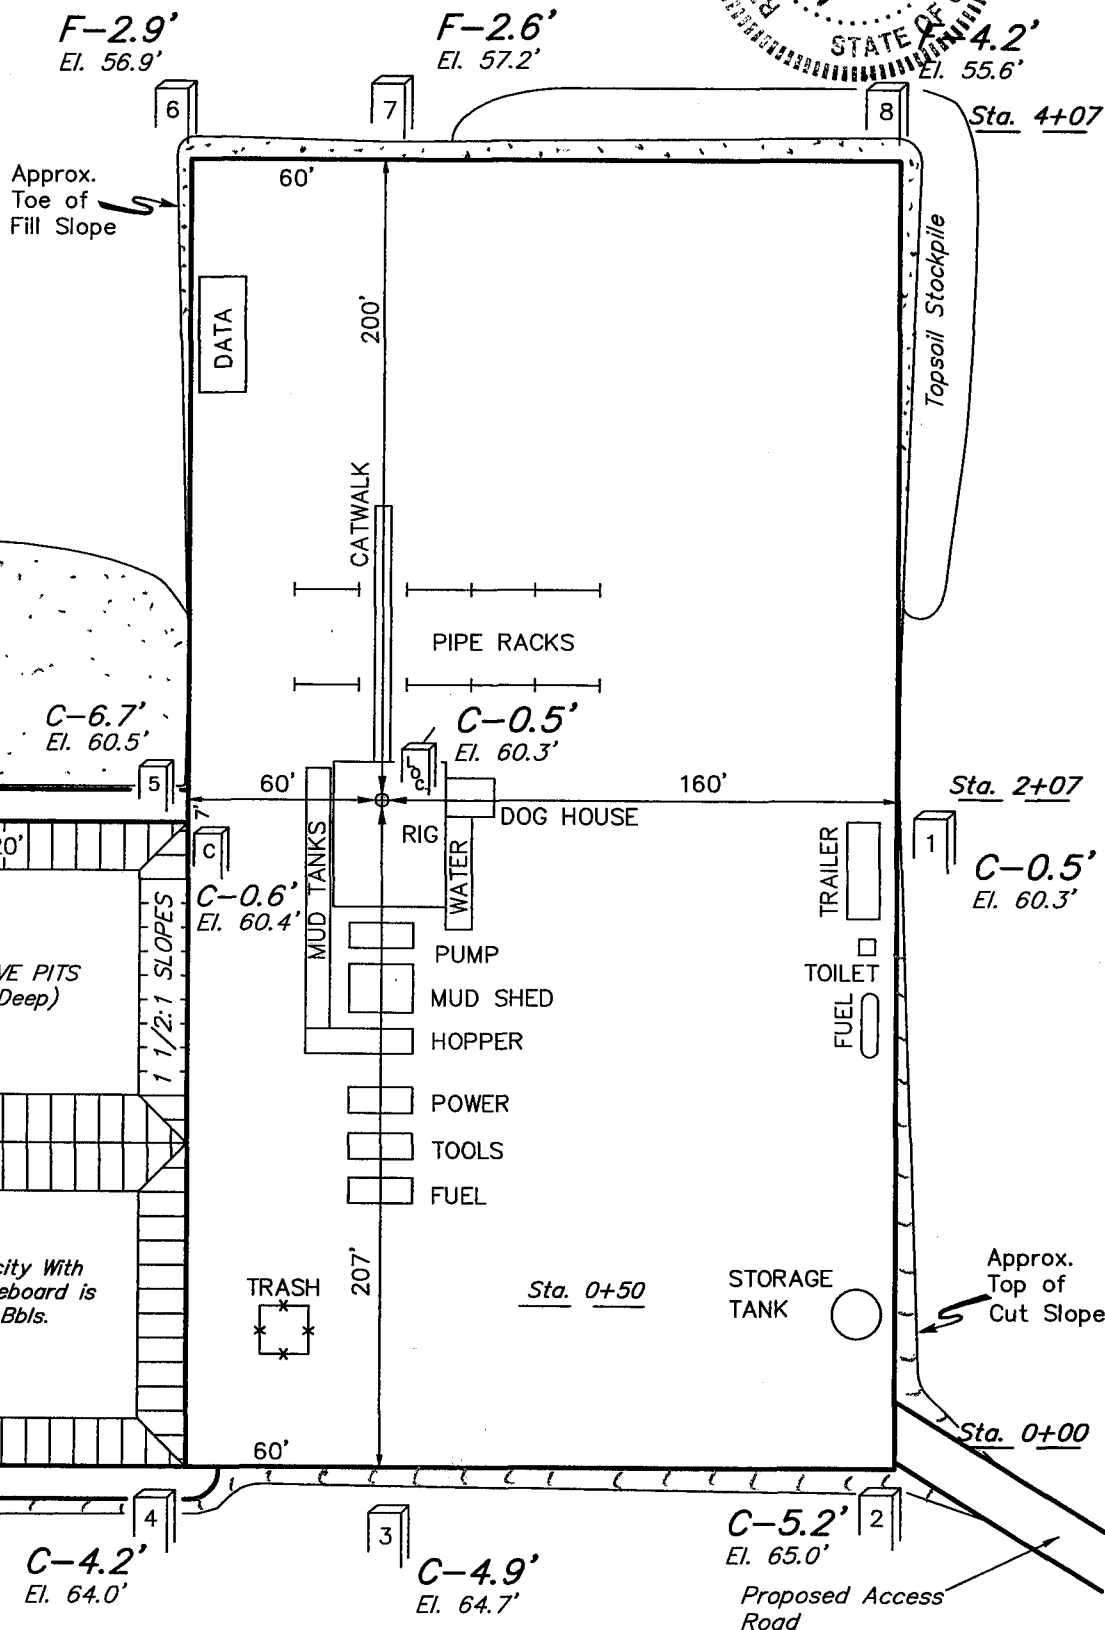 STATE OF
F-2.9'
El. 56.9'
F-2.6'
El. 57.2'
F-4.2'
El. 55.6'
6
7
8
Sta. 4+07
Approx.
Toe of
Fill Slope
60'
200'
DATA
Topsoil Stockpile
CATWALK
PIPE RACKS
C-6.7'
El. 60.5'
C-0.5'
El. 60.3'
5
LOC.
60'
160'
Sta. 2+07
7'
20'
C
C-0.6'
El. 60.4'
MUD TANKS
RIG
DOG HOUSE
WATER
TRAILER
1
C-0.5'
El. 60.3'
1 1/2:1 SLOPES
PITS
Deep)
PUMP
TOILET
MUD SHED
FUEL
HOPPER
POWER
TOOLS
FUEL
207'
With
is
Bbls.
TRASH
Sta. 0+50
STORAGE
TANK
Approx.
Top of
Cut Slope
60'
Sta. 0+00
4
3
2
C-4.2'
El. 64.0'
C-4.9'
El. 64.7'
C-5.2'
El. 65.0'
Proposed Access
Road